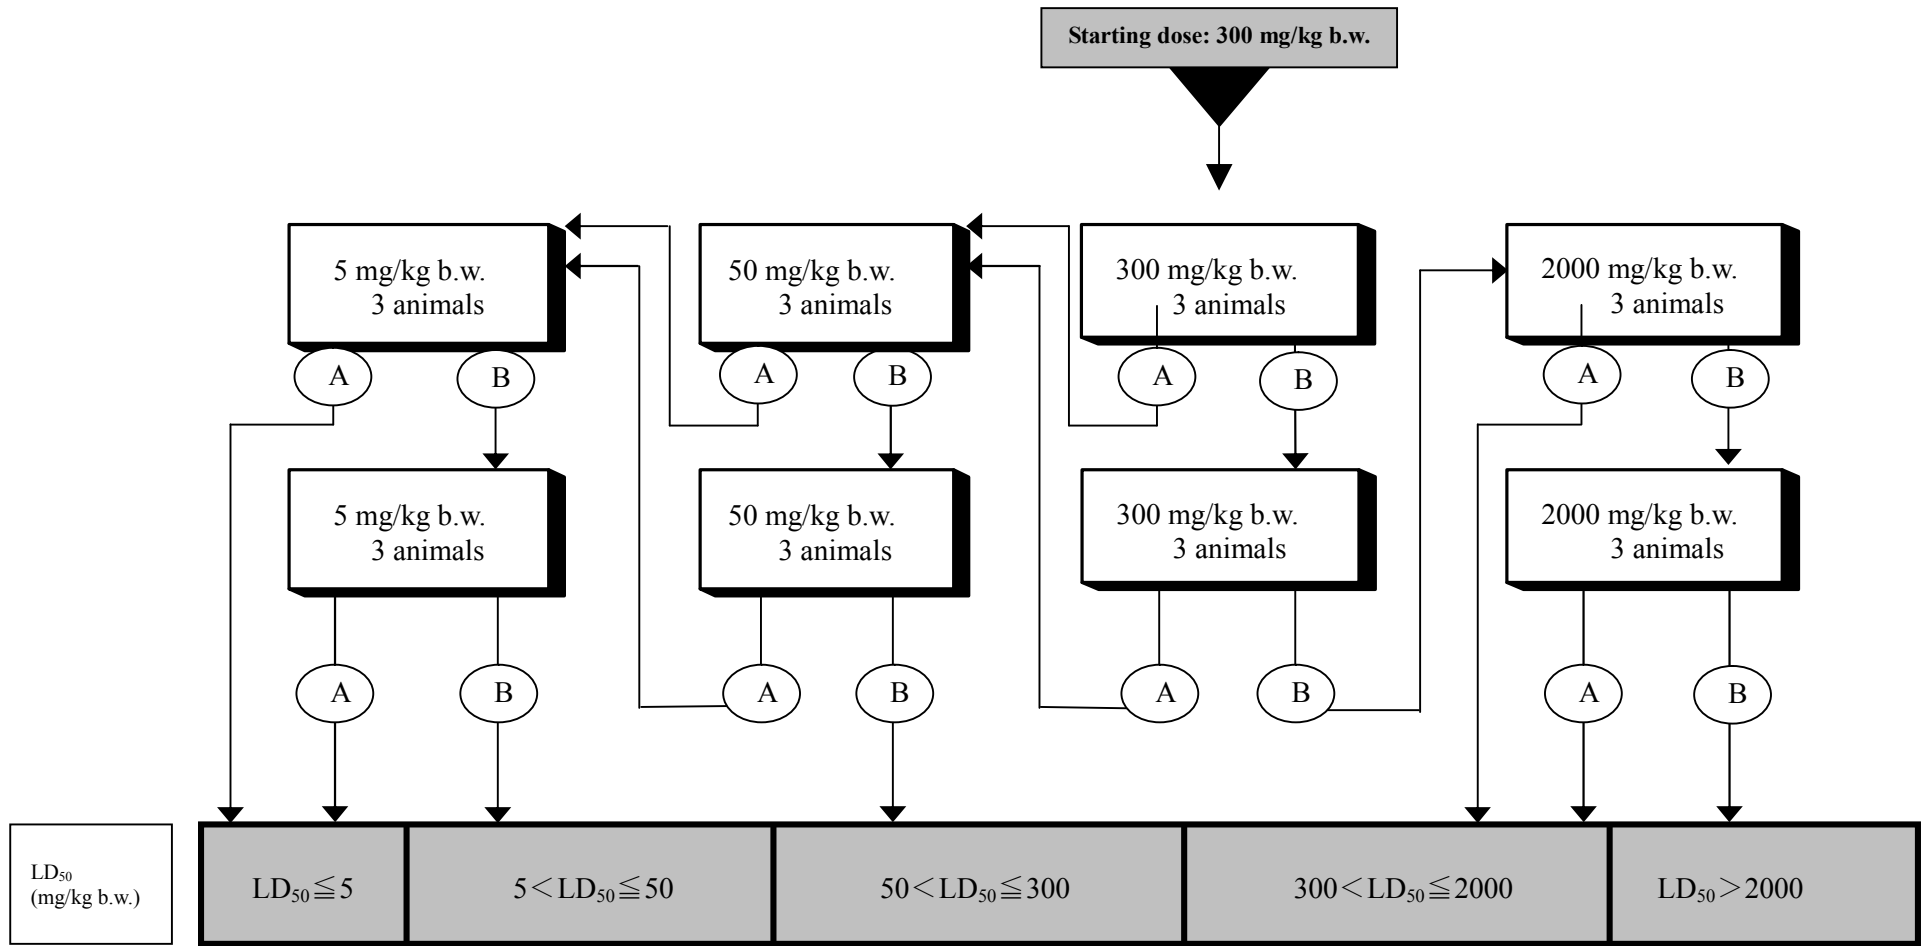 Starting dose: 300 mg/kg b.w.
5 mg/kg b.w.
3 animals
50 mg/kg b.w.
3 animals
300 mg/kg b.w.
3 animals
2000 mg/kg b.w.
3 animals
A
B
A
B
A
B
A
B
5 mg/kg b.w.
3 animals
50 mg/kg b.w.
3 animals
300 mg/kg b.w.
3 animals
2000 mg/kg b.w.
3 animals
A
B
A
B
A
B
A
B
LD₅₀
(mg/kg b.w.)
LD₅₀≦5
5<LD₅₀≦50
50<LD₅₀≦300
300<LD₅₀≦2000
LD₅₀>2000